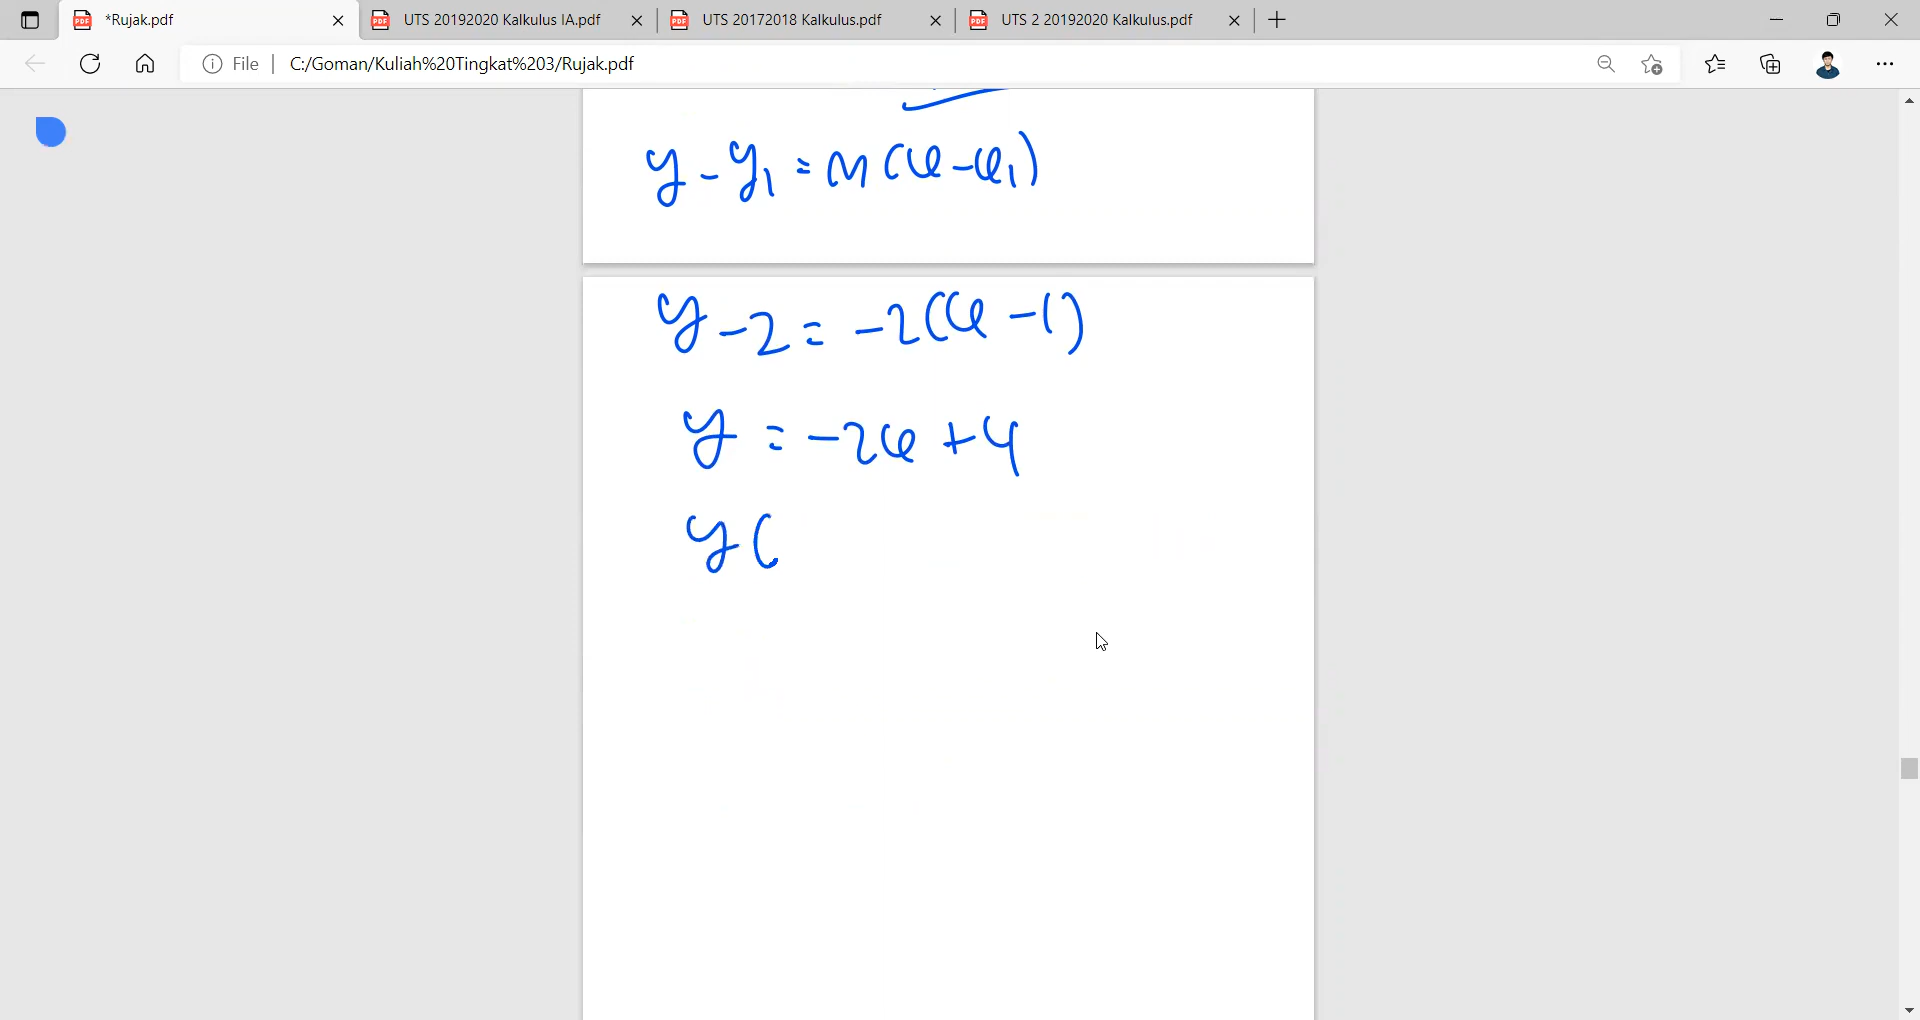 *Rujak.pdf
UTS 20192020 Kalkulus IA.pdf
UTS 20172018 Kalkulus.pdf
UTS 2 20192020 Kalkulus.pdf
File | C:/Goman/Kuliah%20Tingkat%203/Rujak.pdf
y - y₁ = m(x - x₁)
y - 2 = -2(x - 1)
y = -2x + 4
y(